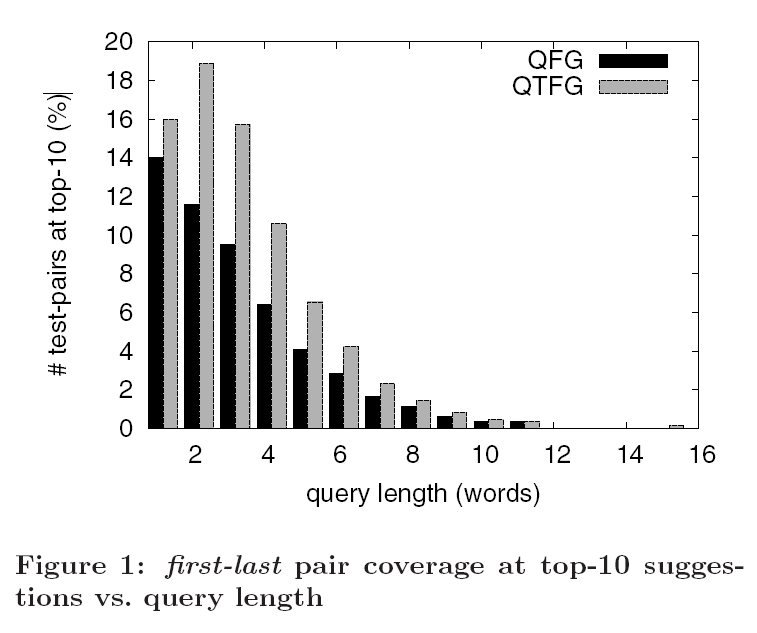 20
18
16
14
12
10
8
6
4
2
0
# test-pairs at top-10 (%)|
QFG
QTFG
2 4 6 8 10 12 14 16
query length (words)
Figure 1: first-last pair coverage at top-10 sugges-
tions vs. query length